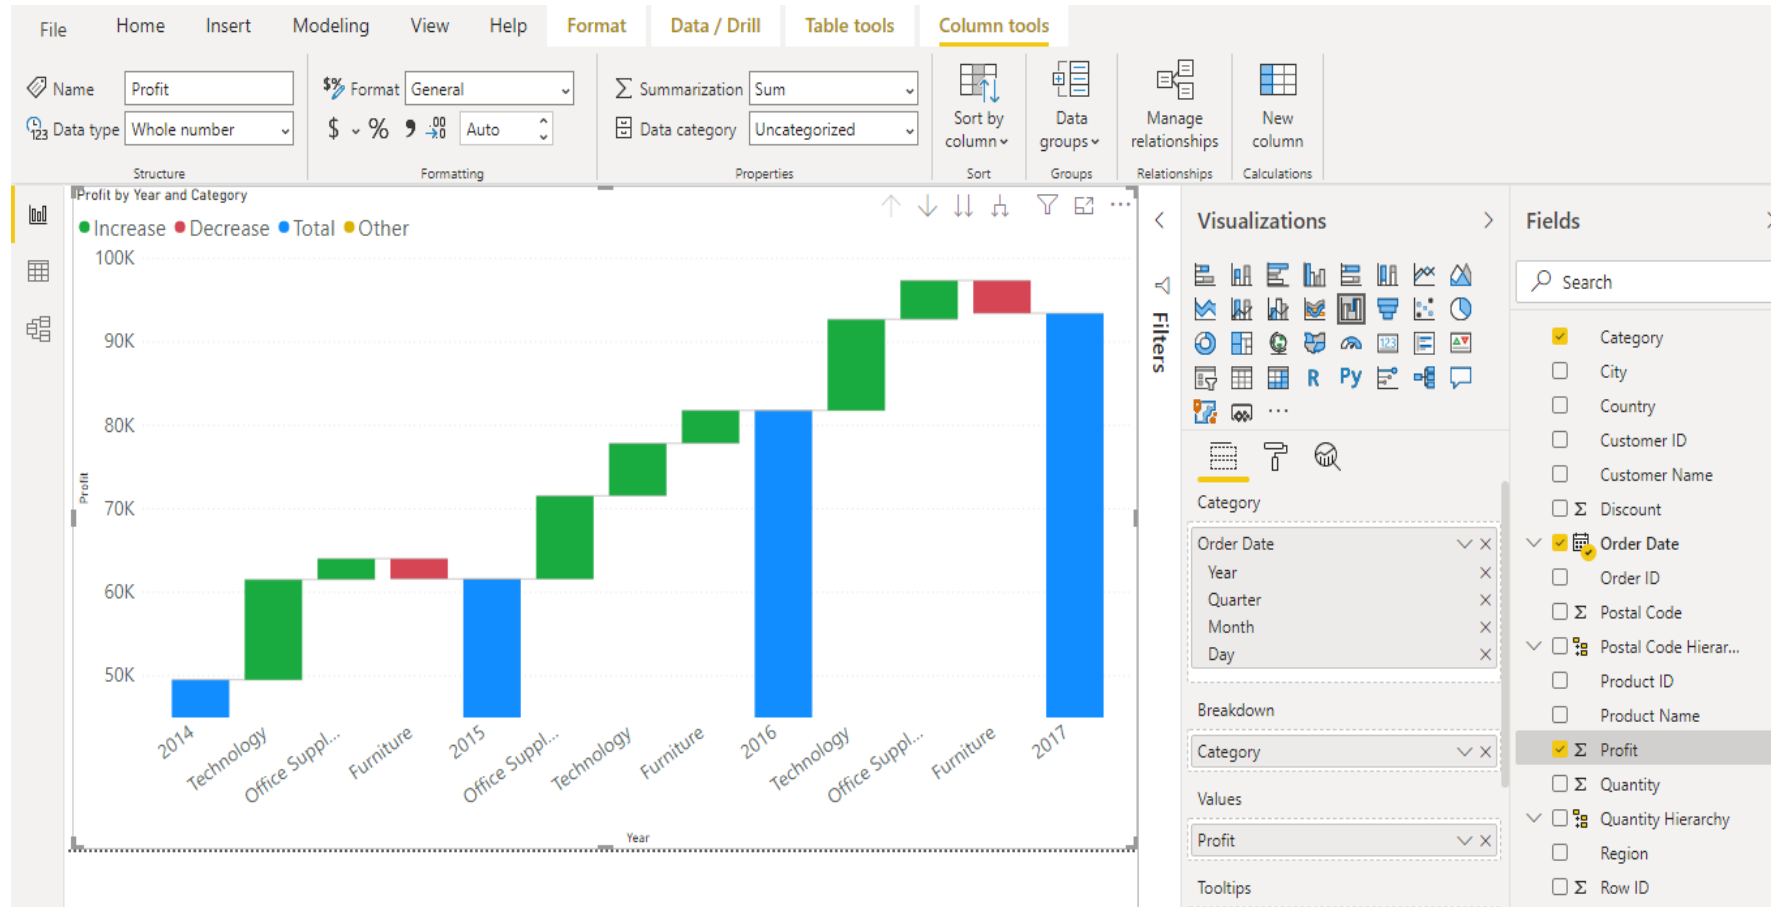 File Home Insert Modeling View Help Format Data / Drill Table tools Column tools
Name Profit
Data type Whole number
Structure
Format General
$ % 9 .00 →.0 Auto
Formatting
Summarization Sum
Data category Uncategorized
Properties
Sort by
column
Sort
Data
groups
Groups
Manage
relationships
Relationships
New
column
Calculations
Profit by Year and Category
Increase Decrease Total Other
100K
90K
80K
70K
60K
50K
Profit
2014 Technology Office Suppl... Furniture 2015 Office Suppl... Technology Furniture 2016 Technology Office Suppl... Furniture 2017
Year
Filters
Visualizations
R Py
123
...
Category
Order Date
Year
Quarter
Month
Day
Breakdown
Category
Values
Profit
Tooltips
Fields
Search
Category
City
Country
Customer ID
Customer Name
Σ Discount
Order Date
Order ID
Σ Postal Code
Postal Code Hierar...
Product ID
Product Name
Σ Profit
Σ Quantity
Quantity Hierarchy
Region
Σ Row ID